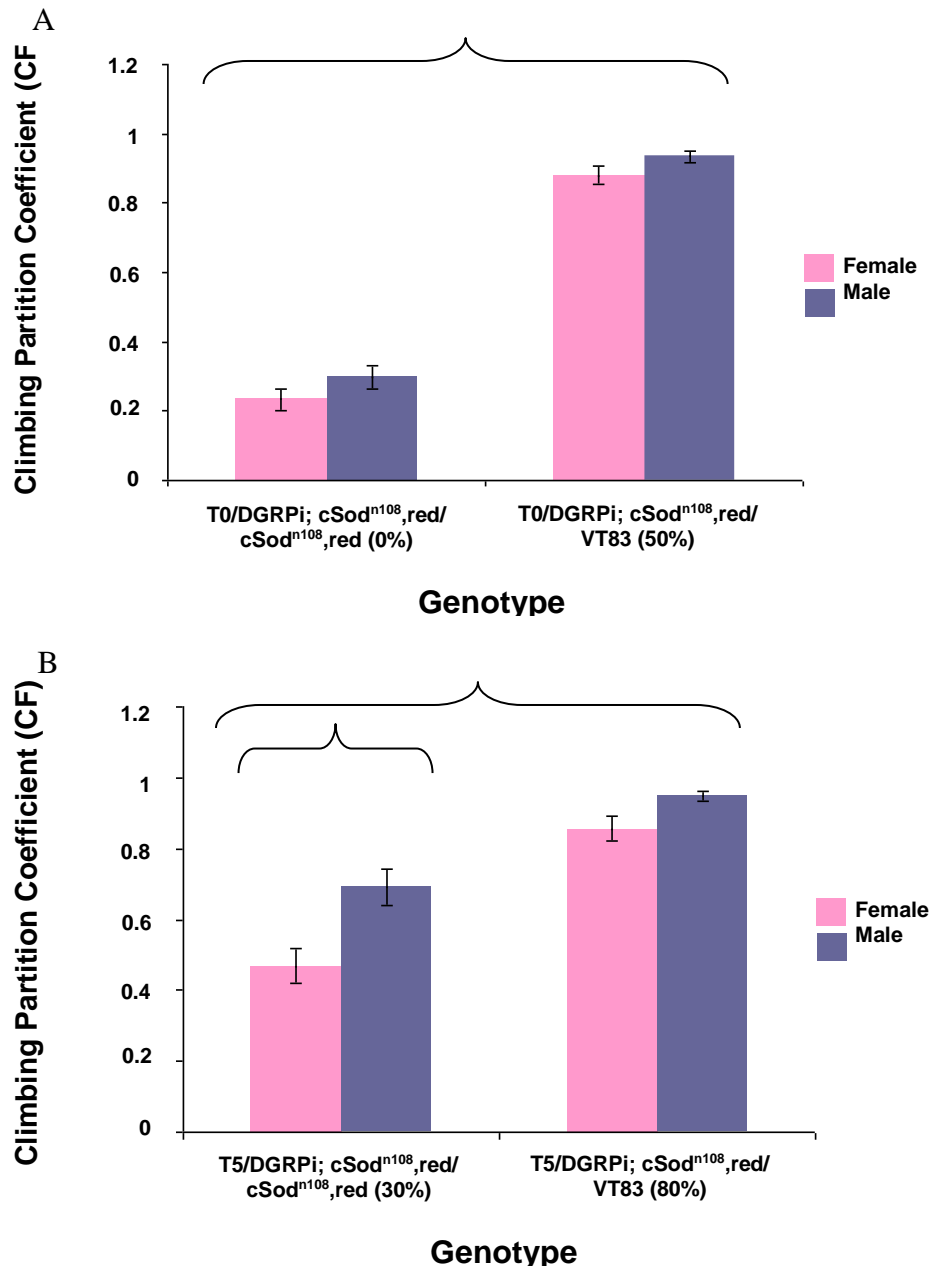 A
Climbing Partition Coefficient (CF
1.2
1
0.8
0.6
0.4
0.2
0
Female
Male
T0/DGRPi; cSodⁿ¹⁰⁸,red/
cSodⁿ¹⁰⁸,red (0%)
T0/DGRPi; cSodⁿ¹⁰⁸,red/
VT83 (50%)
Genotype
B
Climbing Partition Coefficient (CF)
1.2
1
0.8
0.6
0.4
0.2
0
Female
Male
T5/DGRPi; cSodⁿ¹⁰⁸,red/
cSodⁿ¹⁰⁸,red (30%)
T5/DGRPi; cSodⁿ¹⁰⁸,red/
VT83 (80%)
Genotype